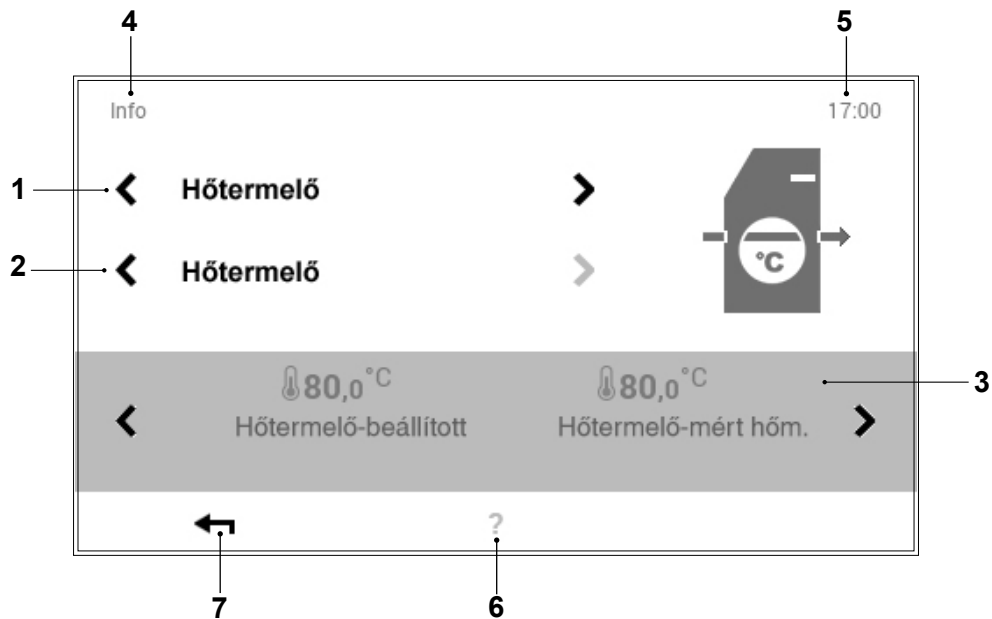 4 5
Info 17:00
1 Hőtermelő
2 Hőtermelő
°C
80,0°C 80,0°C 3
Hőtermelő-beállított Hőtermelő-mért hőm.
?
7 6